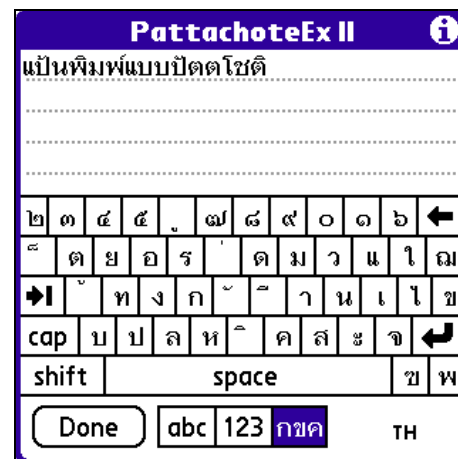 PattachoteEx II
แป้นพิมพ์แบบปัตตโชติ
๒ ๓ ๔ ๕ ู ๗ ๘ ๙ ๐ ๑ ๖
็ ต ย อ ร ่ ด ม ว แ ใ ฌ
้ ท ง ก ั ี า น เ ไ ข
cap บ ป ล ห ิ ค ส ะ จ
shift space ฃ พ
Done abc 123 กขค TH